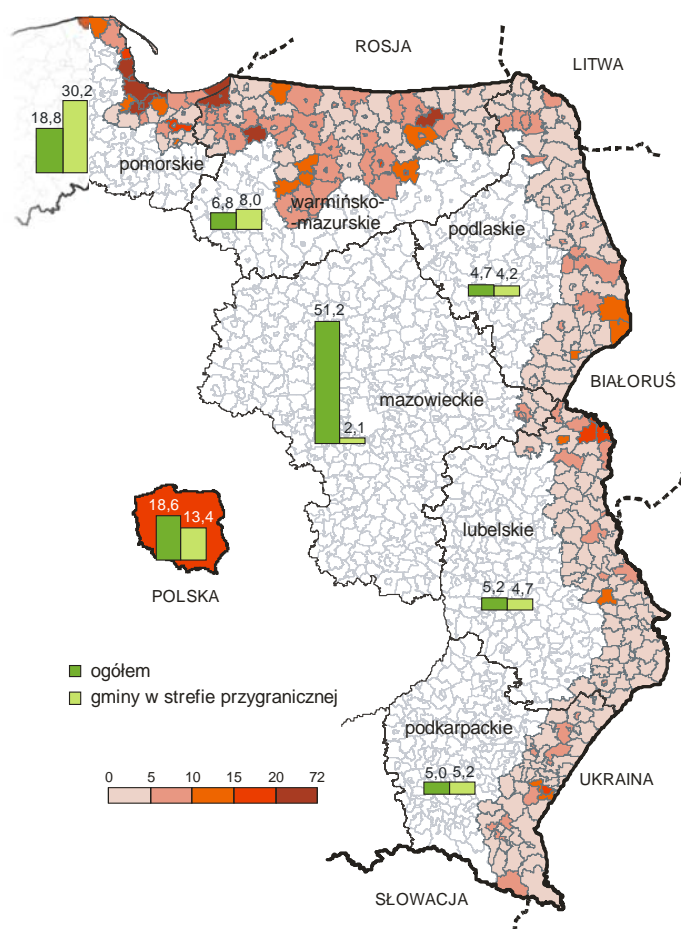 ROSJA
LITWA
30,2
18,8
pomorskie
6,8 8,0
warmińsko-
mazurskie
podlaskie
4,7 4,2
51,2
2,1
mazowieckie
BIAŁORUŚ
18,6
13,4
POLSKA
lubelskie
5,2 4,7
ogółem
gminy w strefie przygranicznej
podkarpackie
5,0 5,2
0 5 10 15 20 72
UKRAINA
SŁOWACJA